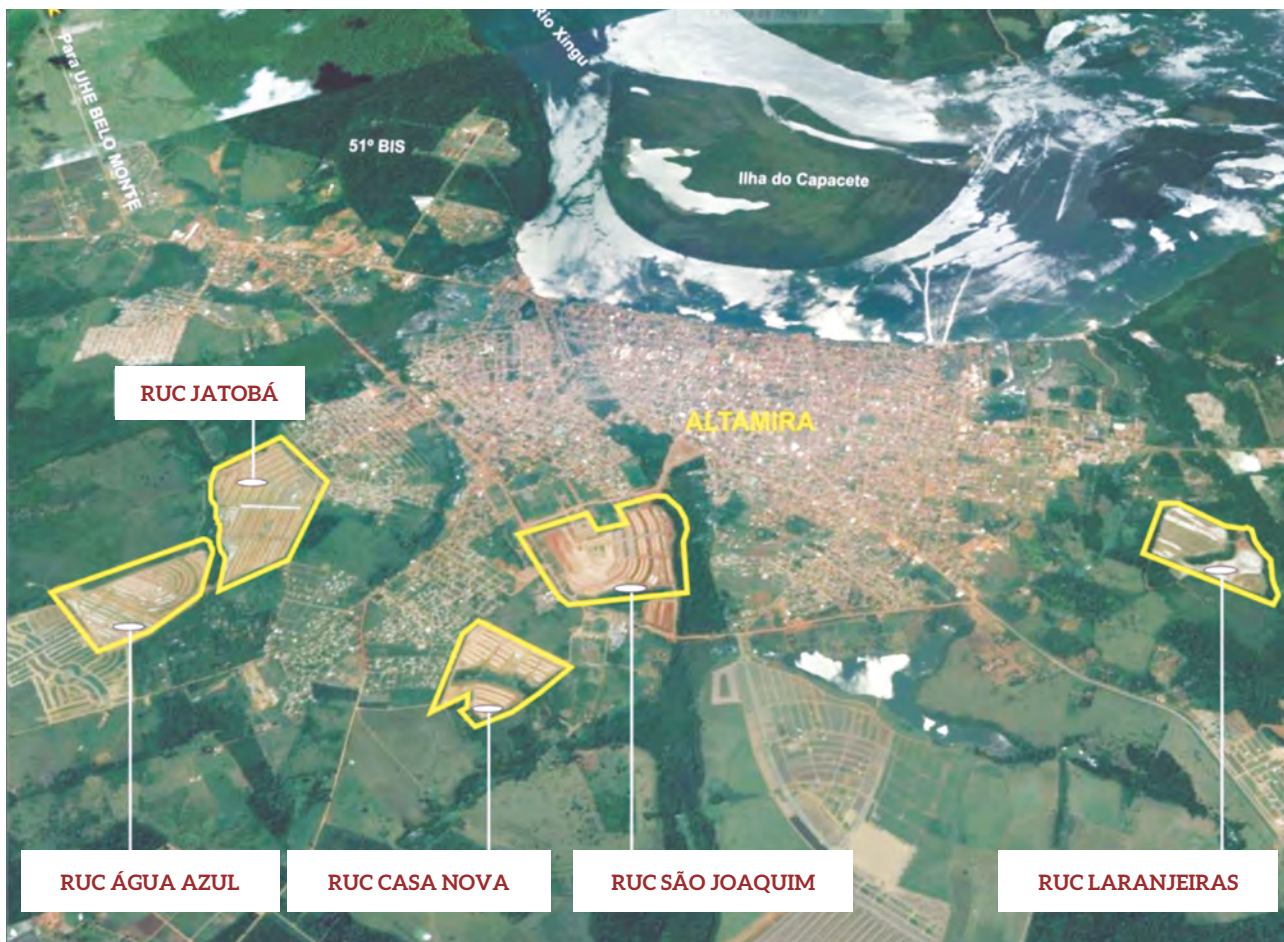 Rio Xingu
Para UHE BELO MONTE
51º BIS
Ilha do Capacete
RUC JATOBÁ
ALTAMIRA
RUC ÁGUA AZUL
RUC CASA NOVA
RUC SÃO JOAQUIM
RUC LARANJEIRAS